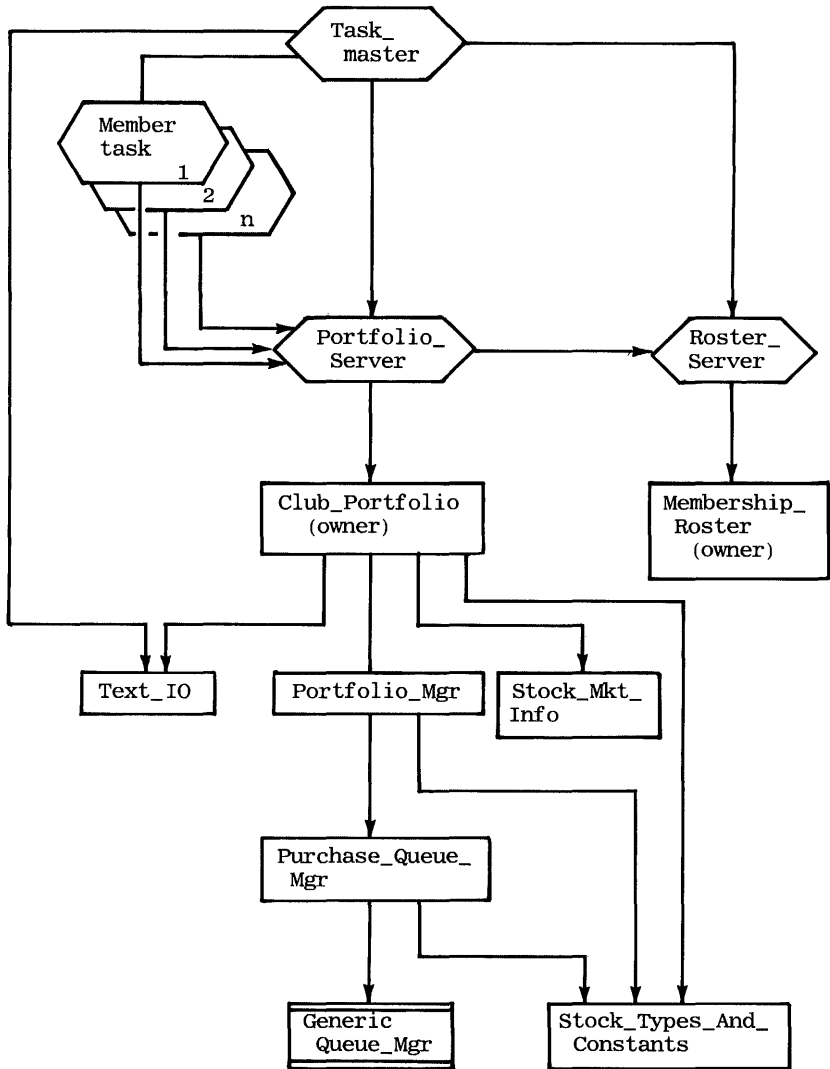 Task_
master
Member
task
1
2
n
Portfolio_
Server
Roster_
Server
Club_Portfolio
(owner)
Membership_
Roster
(owner)
Text_IO
Portfolio_Mgr
Stock_Mkt_
Info
Purchase_Queue_
Mgr
Generic
Queue_Mgr
Stock_Types_And_
Constants